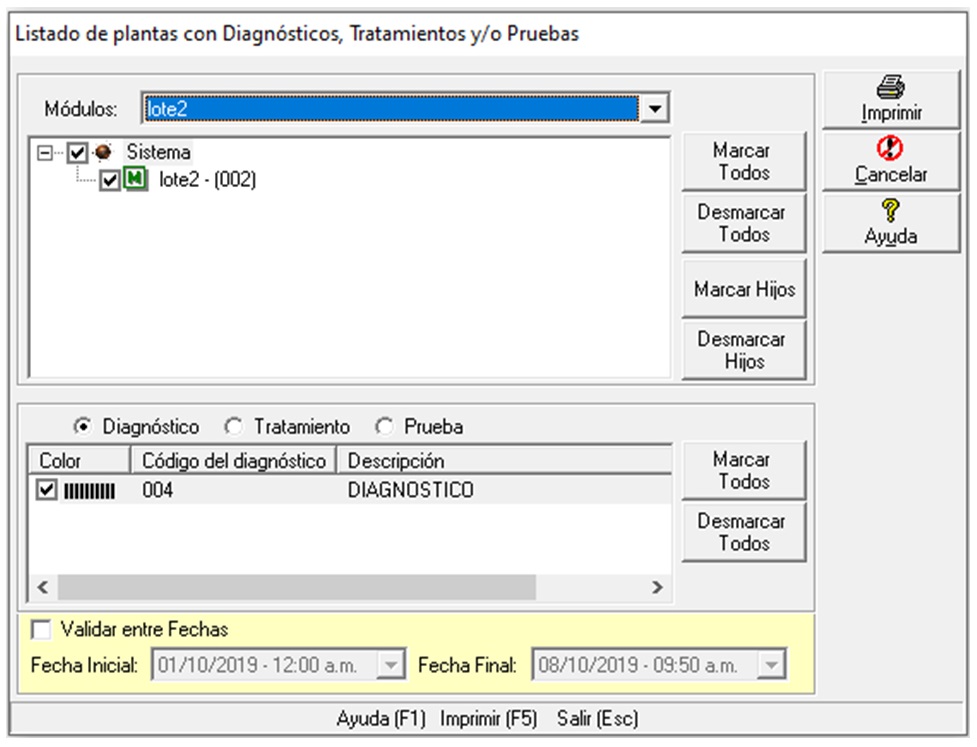 Listado de plantas con Diagnósticos, Tratamientos y/o Pruebas
Módulos: lote2
Sistema
lote2 - (002)
Marcar Todos
Desmarcar Todos
Marcar Hijos
Desmarcar Hijos
Imprimir
Cancelar
Ayuda
Diagnóstico Tratamiento Prueba
Color Código del diagnóstico Descripción
004 DIAGNOSTICO
Marcar Todos
Desmarcar Todos
Validar entre Fechas
Fecha Inicial: 01/10/2019 - 12:00 a.m. Fecha Final: 08/10/2019 - 09:50 a.m.
Ayuda (F1) Imprimir (F5) Salir (Esc)